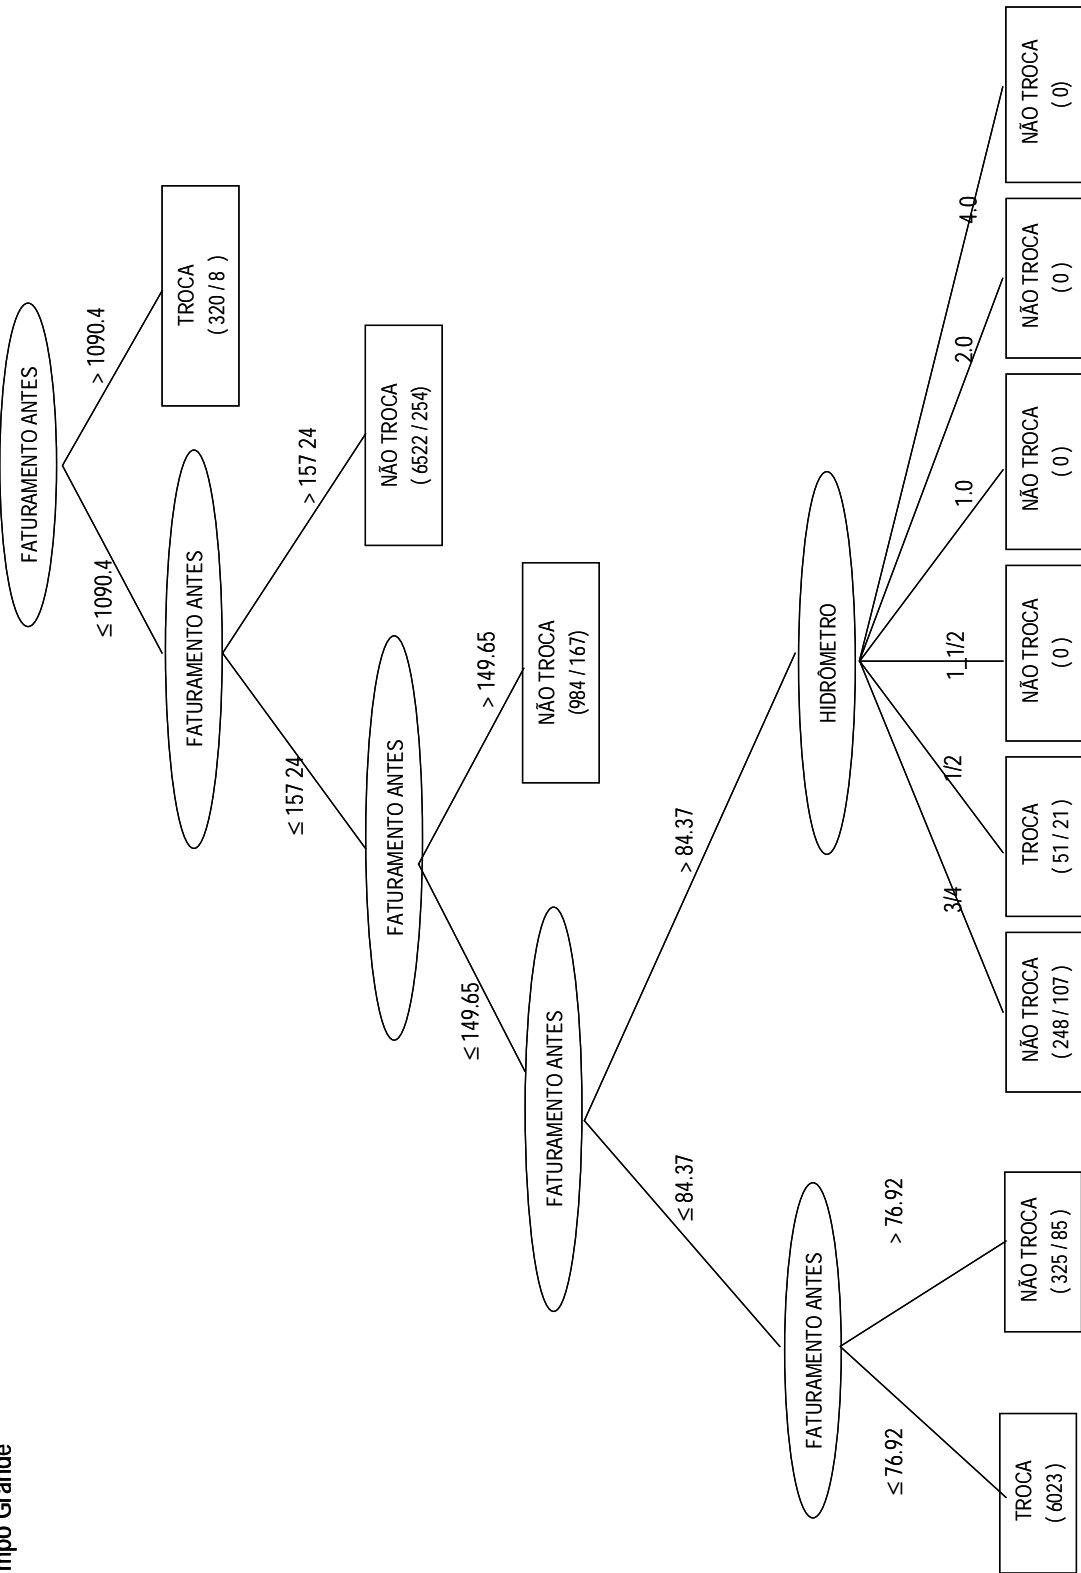 Grande
FATURAMENTO ANTES
≤ 1090.4
> 1090.4
FATURAMENTO ANTES
TROCA
( 320 / 8 )
≤ 157 24
> 157 24
FATURAMENTO ANTES
NÃO TROCA
( 6522 / 254)
≤ 149.65
> 149.65
FATURAMENTO ANTES
NÃO TROCA
(984 / 167)
≤ 84.37
> 84.37
FATURAMENTO ANTES
HIDRÔMETRO
≤ 76.92
> 76.92
3/4
1/2
1_1/2
1.0
2.0
4.0
TROCA
( 6023 )
NÃO TROCA
( 325 / 85 )
NÃO TROCA
( 248 / 107 )
TROCA
( 51 / 21 )
NÃO TROCA
( 0 )
NÃO TROCA
( 0 )
NÃO TROCA
( 0 )
NÃO TROCA
( 0)